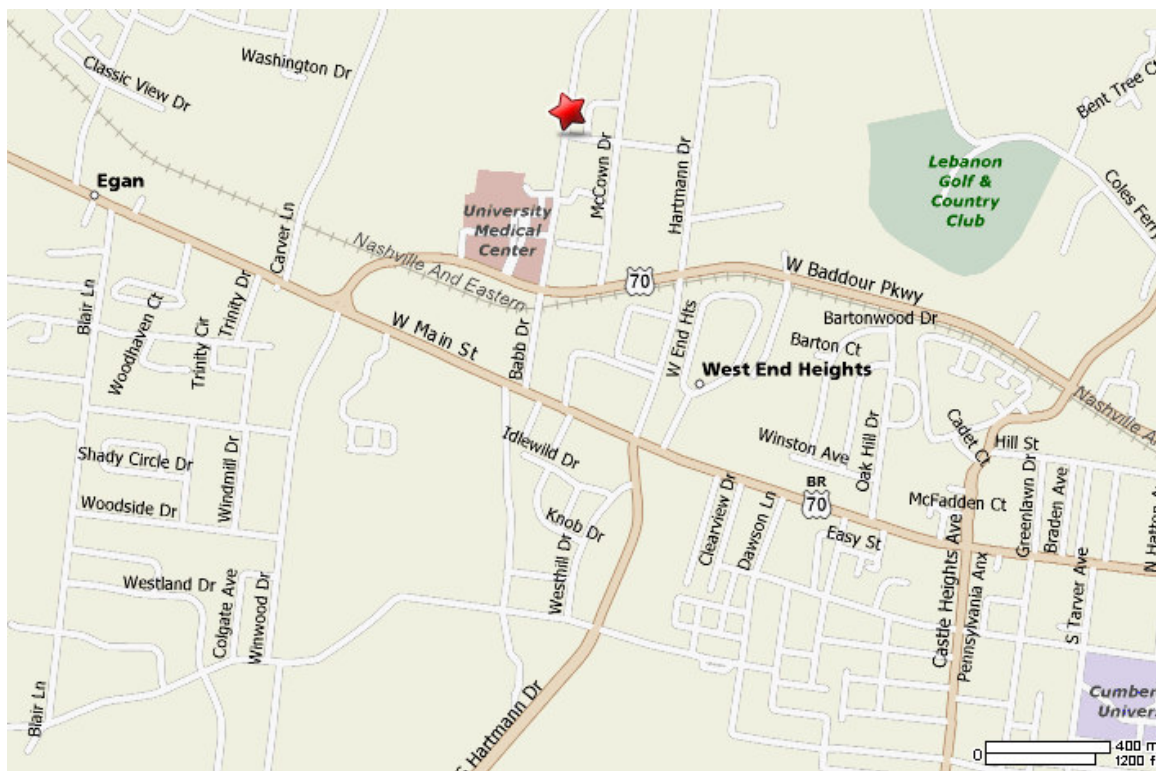 Washington Dr
Classic View Dr
Bent Tree C
Egan
McCown Dr
Hartmann Dr
Lebanon
Golf &
Country
Club
Coles Ferry
University
Medical
Center
Carver Ln
Nashville And Eastern
70
W Baddour Pkwy
Blair Ln
Woodhaven Ct
Trinity Dr
Trinity Cir
W Main St
Babb Dr
W End Hts
Bartonwood Dr
Barton Ct
West End Heights
Nashville A
Shady Circle Dr
Windmill Dr
Woodside Dr
Idlewild Dr
Knob Dr
Winston Ave
Oak Hill Dr
Cadet Ct
Hill St
BR
70
McFadden Ct
Greenlawn Dr
Braden Ave
N Hatton A
Clearview Dr
Dawson Ln
Easy St
Westland Dr
Colgate Ave
Winwood Dr
Westhill Dr
Castle Heights Ave
Pennsylvania Anx
S Tarver Ave
Blair Ln
S Hartmann Dr
Cumber
Univer
0
400 m
1200 f